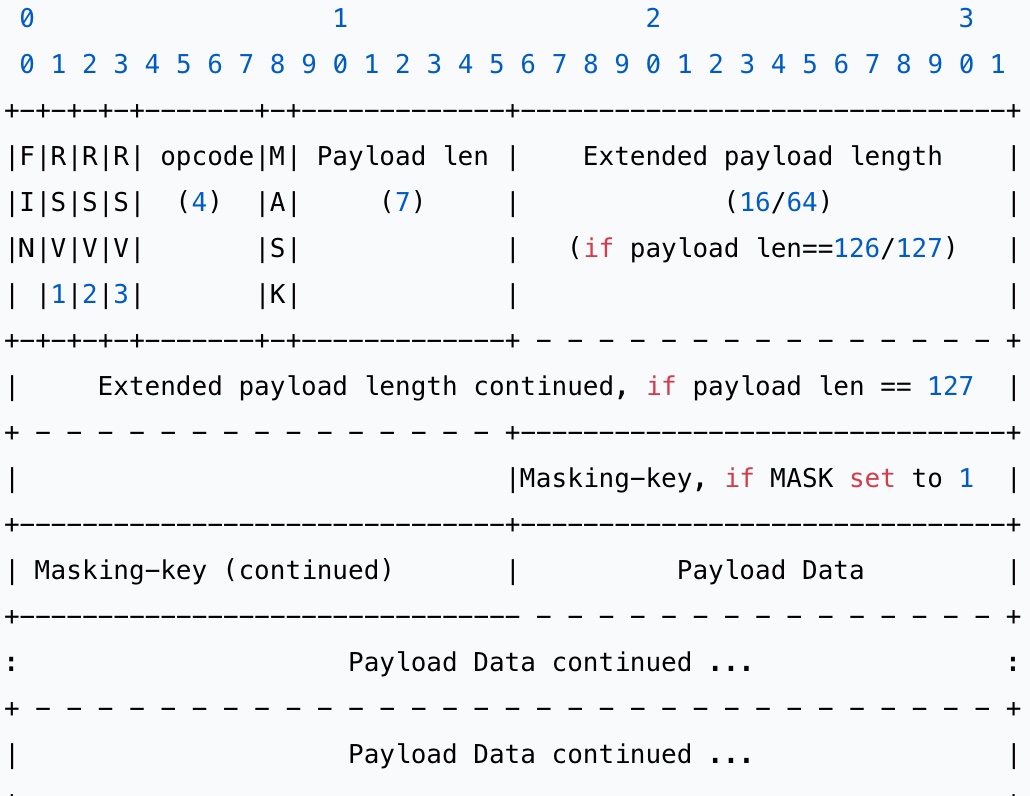 0                   1                   2                   3
 0 1 2 3 4 5 6 7 8 9 0 1 2 3 4 5 6 7 8 9 0 1 2 3 4 5 6 7 8 9 0 1
+-+-+-+-+-------+-+-------------+-------------------------------+
|F|R|R|R| opcode|M| Payload len |    Extended payload length    |
|I|S|S|S|  (4)  |A|     (7)     |             (16/64)           |
|N|V|V|V|       |S|             |   (if payload len==126/127)   |
| |1|2|3|       |K|             |                               |
+-+-+-+-+-------+-+-------------+ - - - - - - - - - - - - - - - +
|     Extended payload length continued, if payload len == 127  |
+ - - - - - - - - - - - - - - - +-------------------------------+
|                               |Masking-key, if MASK set to 1  |
+-------------------------------+-------------------------------+
| Masking-key (continued)       |          Payload Data         |
+-------------------------------- - - - - - - - - - - - - - - - +
:                     Payload Data continued ...                :
+ - - - - - - - - - - - - - - - - - - - - - - - - - - - - - - - +
|                     Payload Data continued ...                |